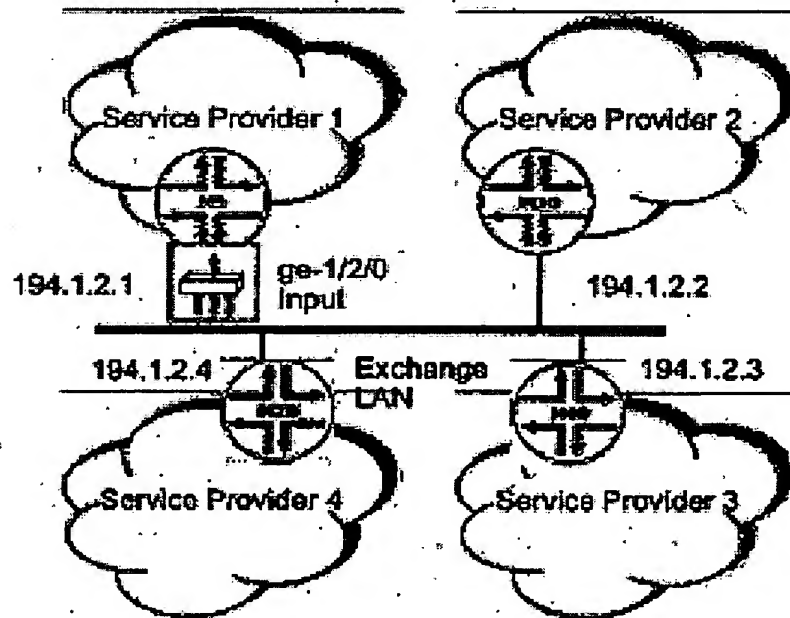 Service Provider 1
Service Provider 2
194.1.2.1
ge-1/2/0
Input
194.1.2.2
194.1.2.4
Exchange
LAN
194.1.2.3
Service Provider 4
Service Provider 3